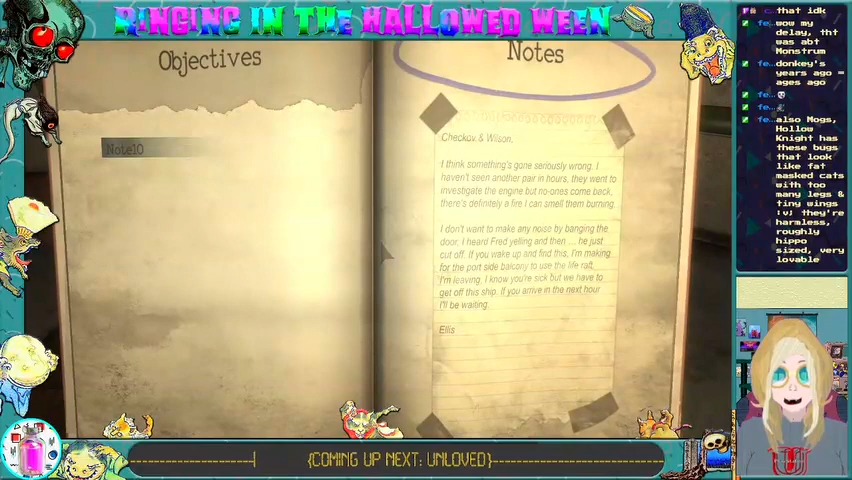 RINGING IN THE HALLOWED WEEN
Objectives
Note10
Notes
Checkov & Wilson.
I think something's gone seriously wrong. I
haven't seen another pair in hours, they went to
investigate the engine but no-ones come back,
there's definitely a fire I can smell them burning.
I don't want to make any noise by banging the
door. I heard Fred yelling and then ... he just
cut off. If you wake up and find this, I'm making
for the port side balcony to use the life raft.
I'm leaving. I know you're sick but we have to
get off this ship. If you arrive in the next hour
I'll be waiting.
Ellis
that idk
fe... wow my
delay, tht
was abt
Monstrum
fe... donkey's
years ago =
ages ago
fe...
fe...
fe... also Mogs,
Hollow
Knight has
these bugs
that look
like fat
masked cats
with too
many legs &
tiny wings
:v; they're
harmless,
roughly
hippo
sized, very
lovable
{COMING UP NEXT: UNLOVED}